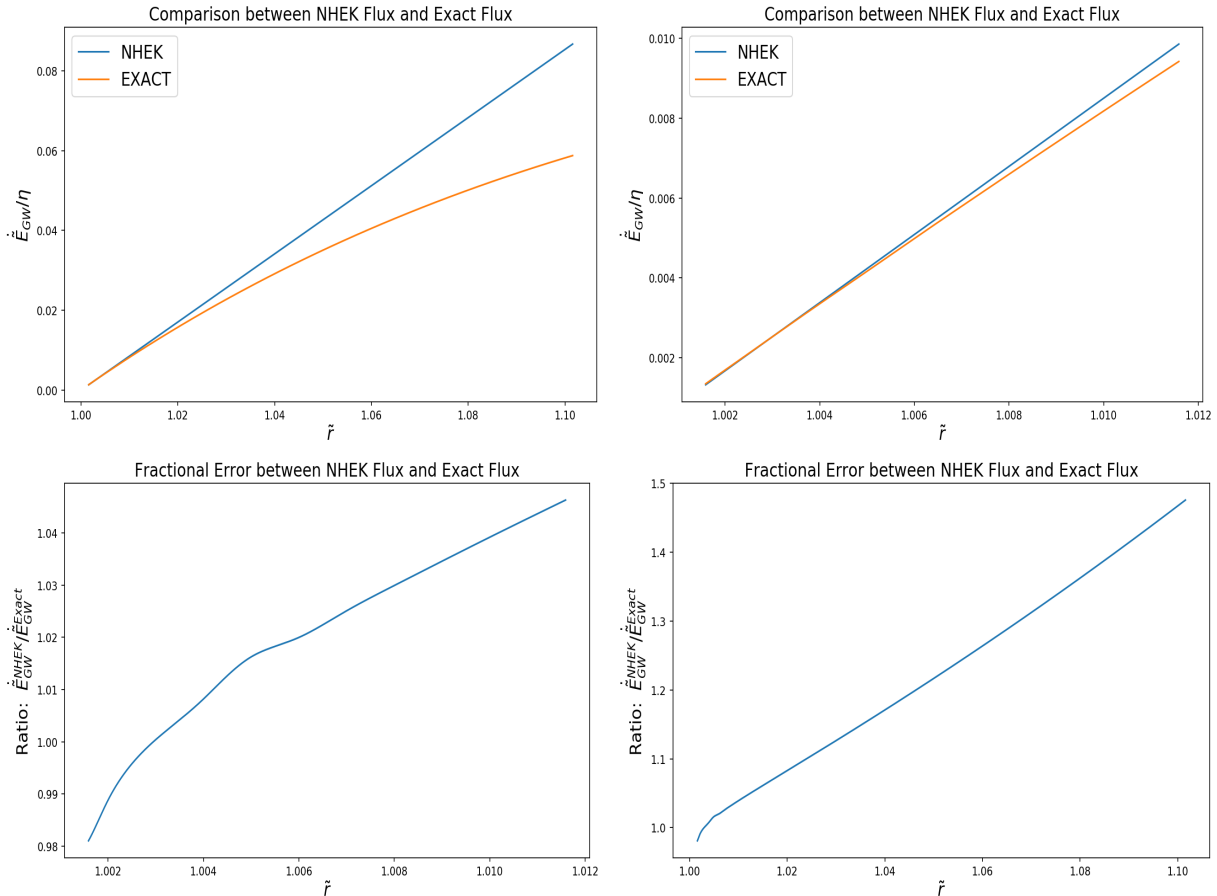 Comparison between NHEK Flux and Exact Flux
NHEK
EXACT
0.08
0.06
0.04
0.02
0.00
1.00 1.02 1.04 1.06 1.08 1.10
r̃
Ė̃_GW/η
Comparison between NHEK Flux and Exact Flux
NHEK
EXACT
0.010
0.008
0.006
0.004
0.002
1.002 1.004 1.006 1.008 1.010 1.012
r̃
Ė̃_GW/η
Fractional Error between NHEK Flux and Exact Flux
1.04
1.03
1.02
1.01
1.00
0.99
0.98
1.002 1.004 1.006 1.008 1.010 1.012
r̃
Ratio: Ė̃_GW^NHEK/Ė̃_GW^Exact
Fractional Error between NHEK Flux and Exact Flux
1.5
1.4
1.3
1.2
1.1
1.0
1.00 1.02 1.04 1.06 1.08 1.10
r̃
Ratio: Ė̃_GW^NHEK/Ė̃_GW^Exact